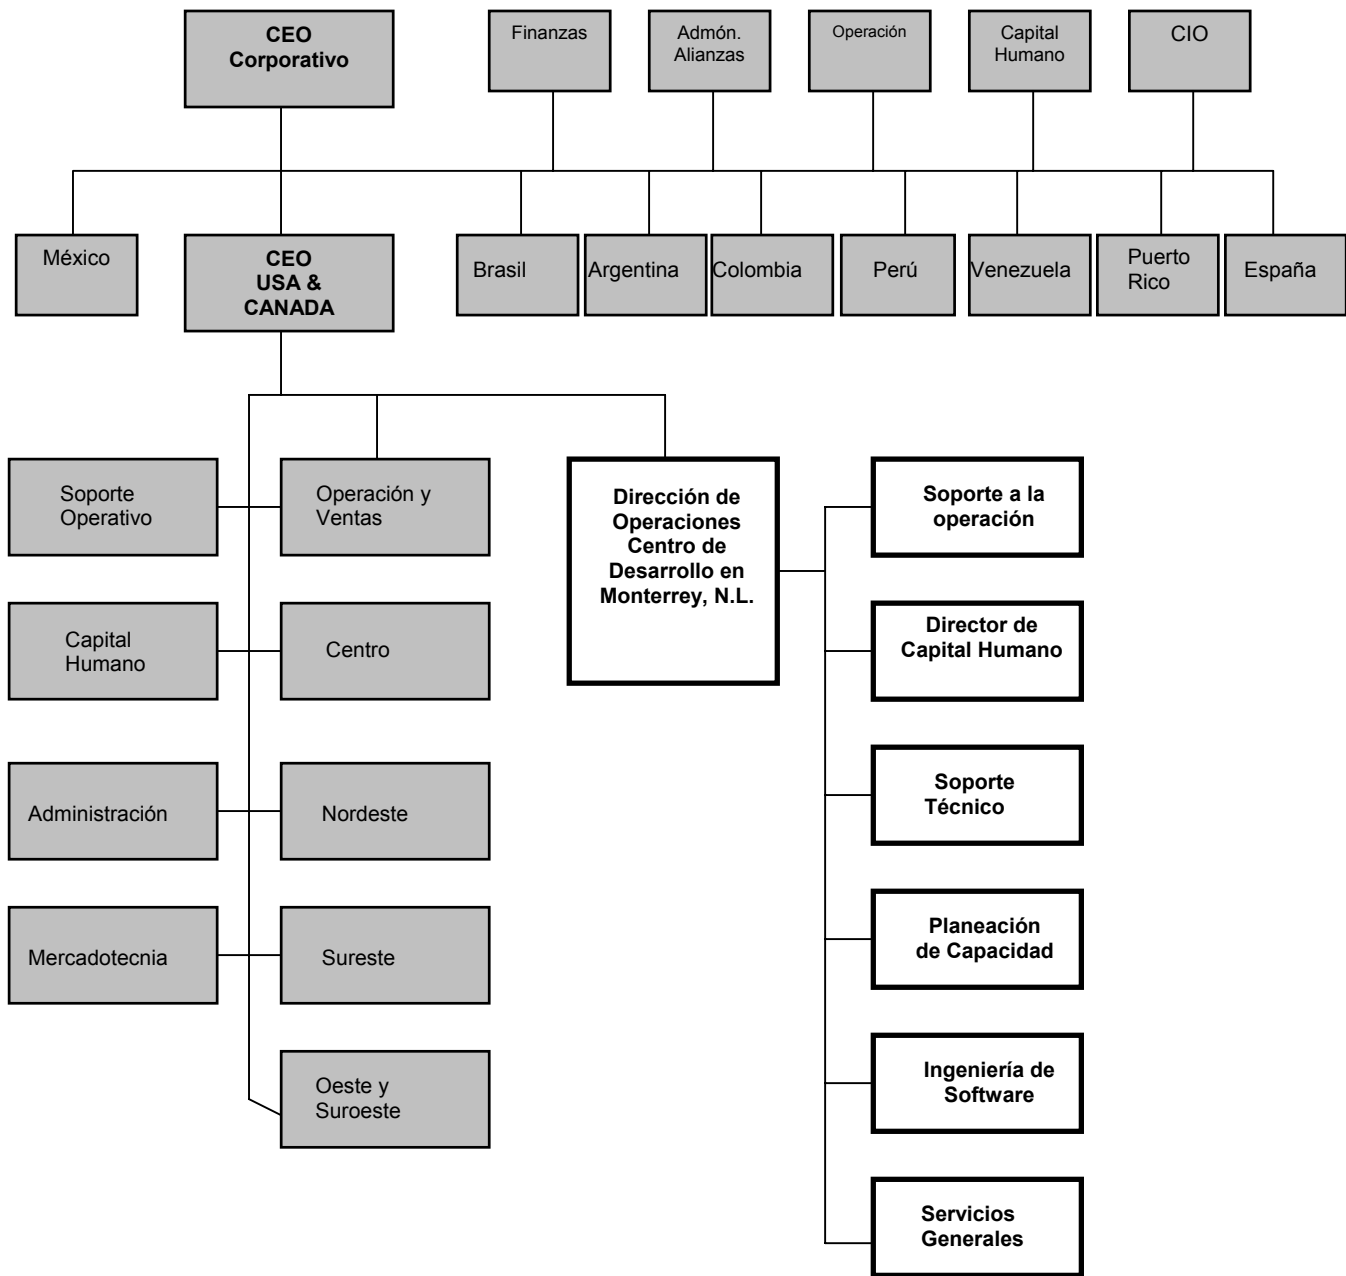 CEO
Corporativo
Finanzas
Admón.
Alianzas
Operación
Capital
Humano
CIO
México
CEO
USA &
CANADA
Brasil
Argentina
Colombia
Perú
Venezuela
Puerto
Rico
España
Soporte
Operativo
Operación y
Ventas
Dirección de
Operaciones
Centro de
Desarrollo en
Monterrey, N.L.
Soporte a la
operación
Capital
Humano
Centro
Director de
Capital Humano
Administración
Nordeste
Soporte
Técnico
Mercadotecnia
Sureste
Planeación
de Capacidad
Oeste y
Suroeste
Ingeniería de
Software
Servicios
Generales